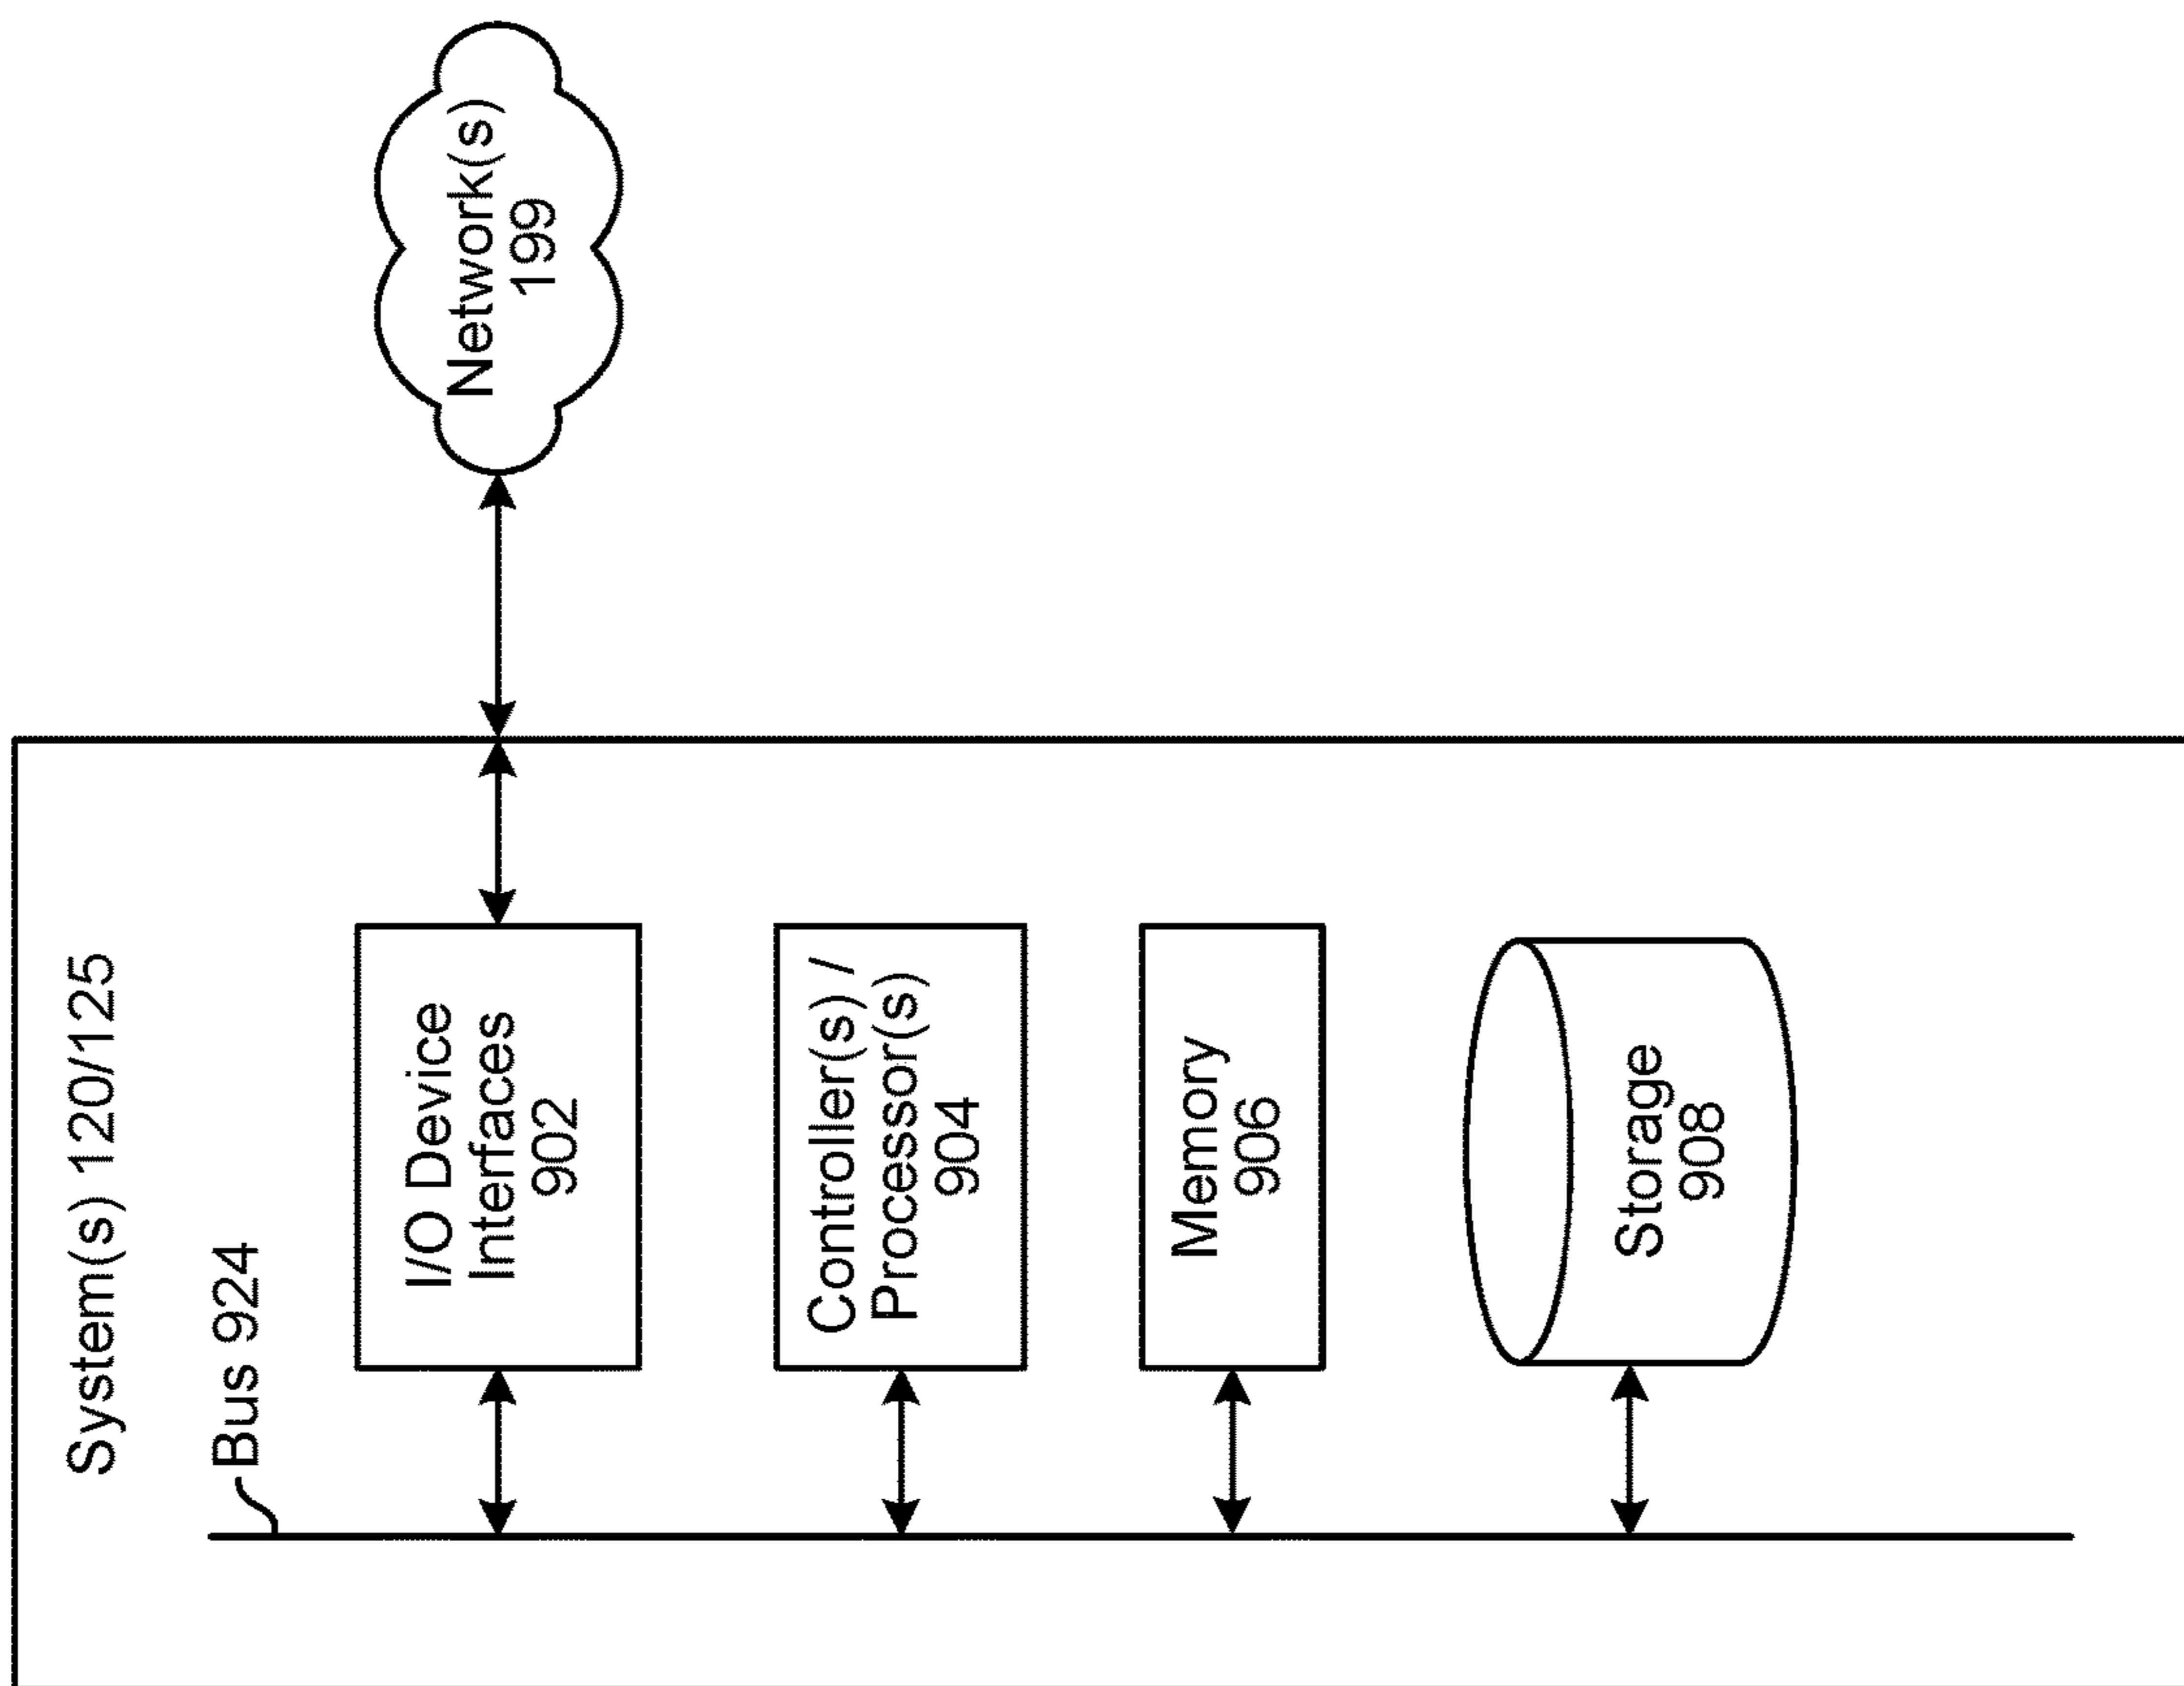 System(s) 120/125
Bus 924
I/O Device
Interfaces
902
Controller(s) /
Processor(s)
904
Memory
906
Storage
908
Network(s)
199